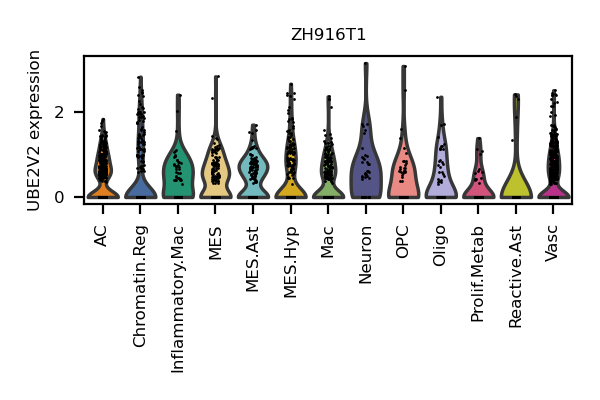 ZH916T1
UBE2V2 expression
2
0
AC
Chromatin.Reg
Inflammatory.Mac
MES
MES.Ast
MES.Hyp
Mac
Neuron
OPC
Oligo
Prolif.Metab
Reactive.Ast
Vasc